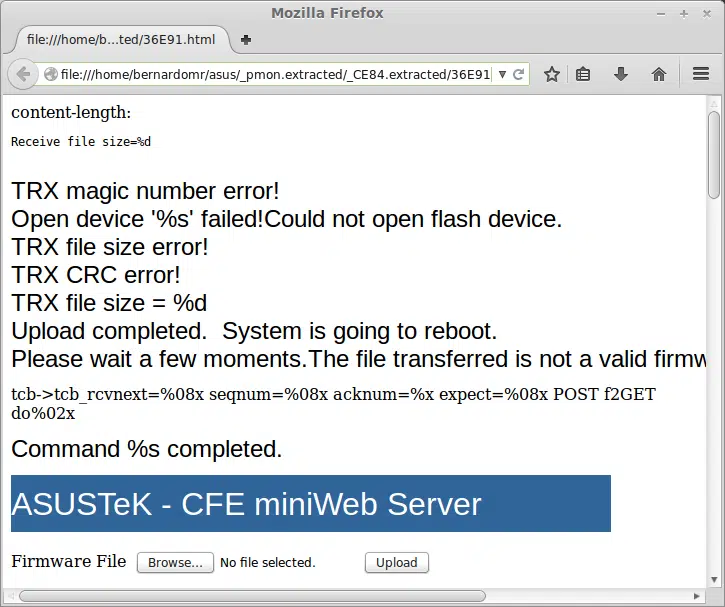 Mozilla Firefox
file:///home/b...ted/36E91.html
file:///home/bernardomr/asus/_pmon.extracted/_CE84.extracted/36E91
content-length:
Receive file size=%d
TRX magic number error!
Open device '%s' failed!Could not open flash device.
TRX file size error!
TRX CRC error!
TRX file size = %d
Upload completed.  System is going to reboot.
Please wait a few moments.The file transferred is not a valid firmw
tcb->tcb_rcvnext=%08x seqnum=%08x acknum=%x expect=%08x POST f2GET
do%02x
Command %s completed.
ASUSTeK - CFE miniWeb Server
Firmware File Browse... No file selected. Upload